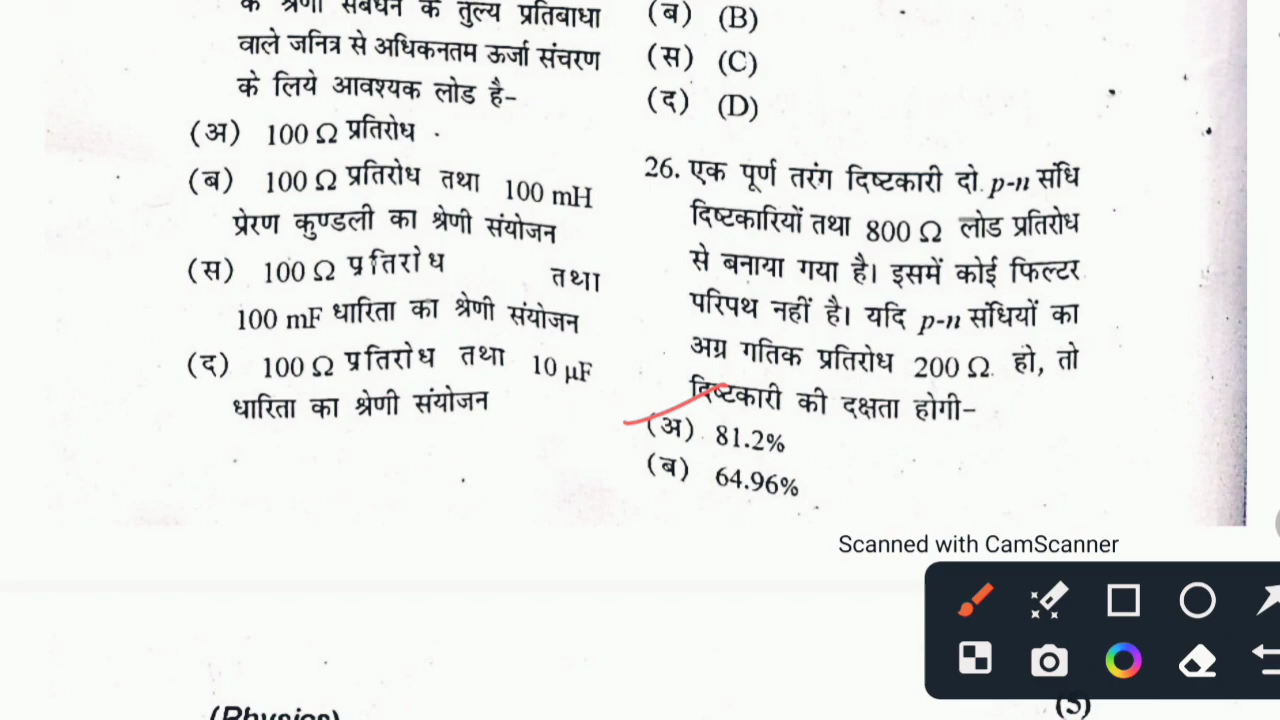 के श्रेणी संबंधन के तुल्य प्रतिबाधा
वाले जनित्र से अधिकनतम ऊर्जा संचरण
के लिये आवश्यक लोड है-
(अ) 100 Ω प्रतिरोध
(ब) 100 Ω प्रतिरोध तथा 100 mH
प्रेरण कुण्डली का श्रेणी संयोजन
(स) 100 Ω प्रतिरोध तथा
100 mF धारिता का श्रेणी संयोजन
(द) 100 Ω प्रतिरोध तथा 10 μF
धारिता का श्रेणी संयोजन
(ब) (B)
(स) (C)
(द) (D)
26. एक पूर्ण तरंग दिष्टकारी दो p-n संधि
दिष्टकारियों तथा 800 Ω लोड प्रतिरोध
से बनाया गया है। इसमें कोई फिल्टर
परिपथ नहीं है। यदि p-n संधियों का
अग्र गतिक प्रतिरोध 200 Ω हो, तो
दिष्टकारी की दक्षता होगी-
(अ) 81.2%
(ब) 64.96%
Scanned with CamScanner
(Physics)
(5)